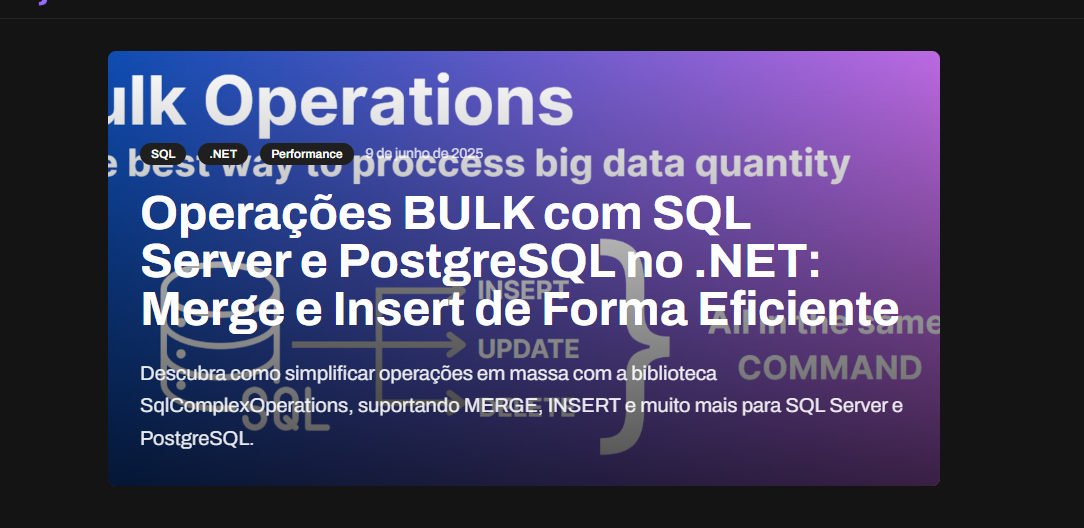 ulk Operations
SQL .NET Performance 9 de junho de 2025
e best way to proccess big data quantity
Operações BULK com SQL
Server e PostgreSQL no .NET:
Merge e Insert de Forma Eficiente
INSERT
All in the same
UPDATE
COMMAND
Descubra como simplificar operações em massa com a biblioteca
SqlComplexOperations, suportando MERGE, INSERT e muito mais para SQL Server e
PostgreSQL.
SQL
DELETE